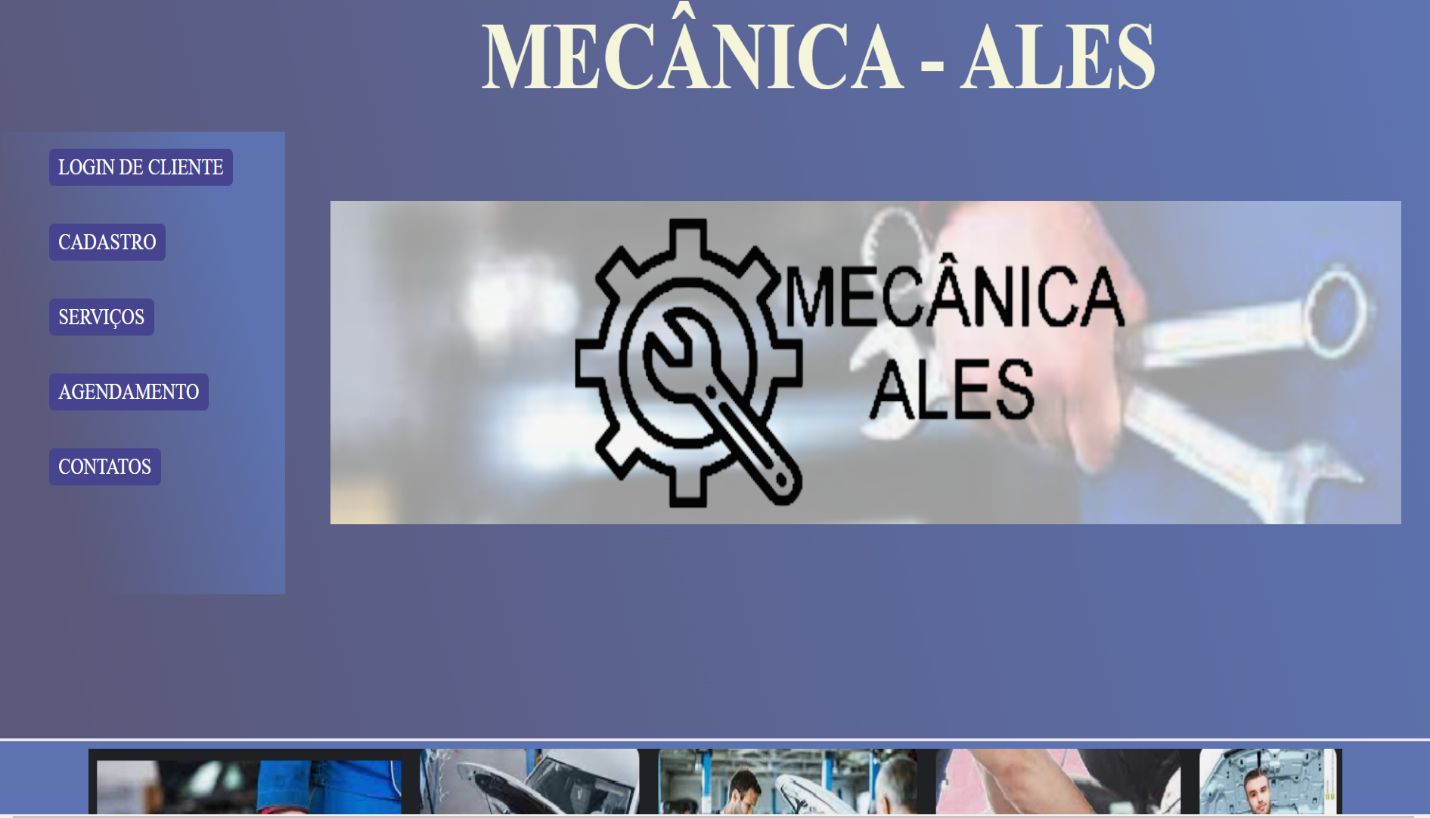 MECÂNICA - ALES
LOGIN DE CLIENTE
CADASTRO
SERVIÇOS
AGENDAMENTO
CONTATOS
MECÂNICA
ALES